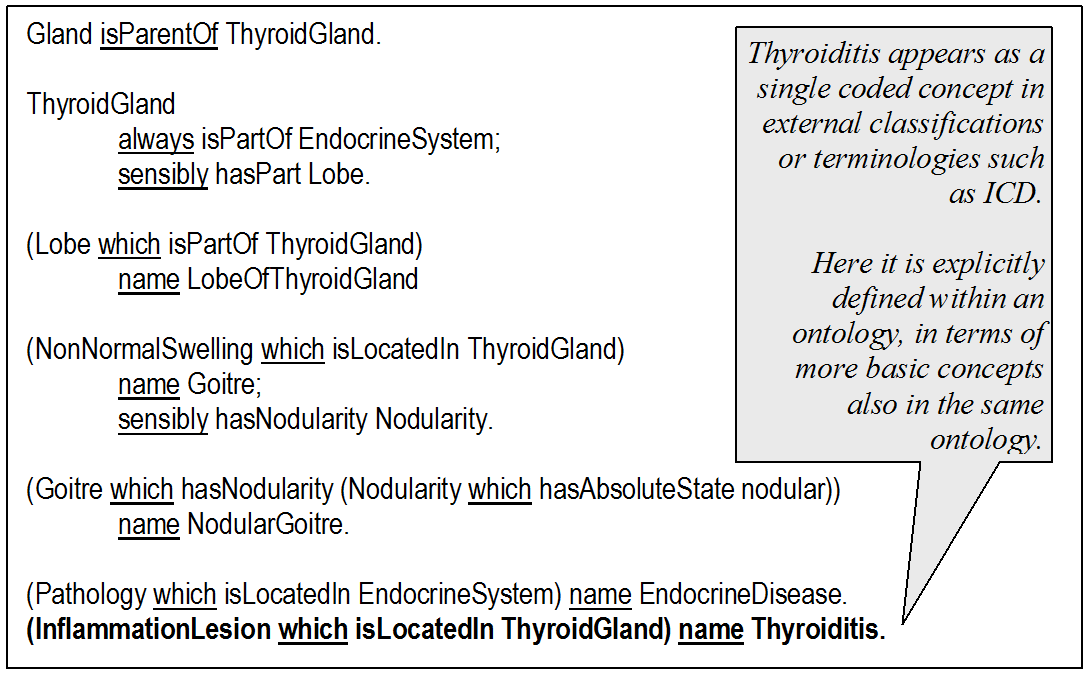 Gland isParentOf ThyroidGland.
ThyroidGland
always isPartOf EndocrineSystem;
sensibly hasPart Lobe.
(Lobe which isPartOf ThyroidGland)
name LobeOfThyroidGland
(NonNormalSwelling which isLocatedIn ThyroidGland)
name Goitre;
sensibly hasNodularity Nodularity.
(Goitre which hasNodularity (Nodularity which hasAbsoluteState nodular))
name NodularGoitre.
(Pathology which isLocatedIn EndocrineSystem) name EndocrineDisease.
(InflammationLesion which isLocatedIn ThyroidGland) name Thyroiditis.
Thyroiditis appears as a
single coded concept in
external classifications
or terminologies such
as ICD.
Here it is explicitly
defined within an
ontology, in terms of
more basic concepts
also in the same
ontology.